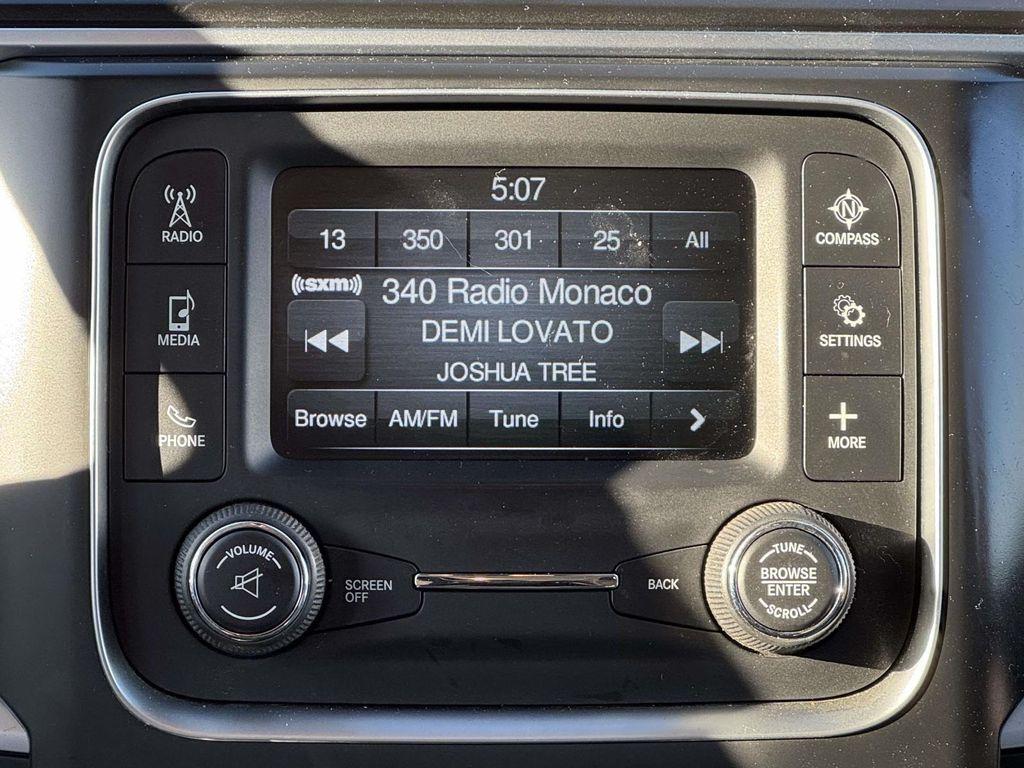 5:07
13 350 301 25 All
((sxm))
340 Radio Monaco
DEMI LOVATO
JOSHUA TREE
Browse AM/FM Tune Info >
RADIO
MEDIA
PHONE
N
COMPASS
SETTINGS
MORE
VOLUME
SCREEN
OFF
BACK
TUNE
BROWSE
ENTER
SCROLL